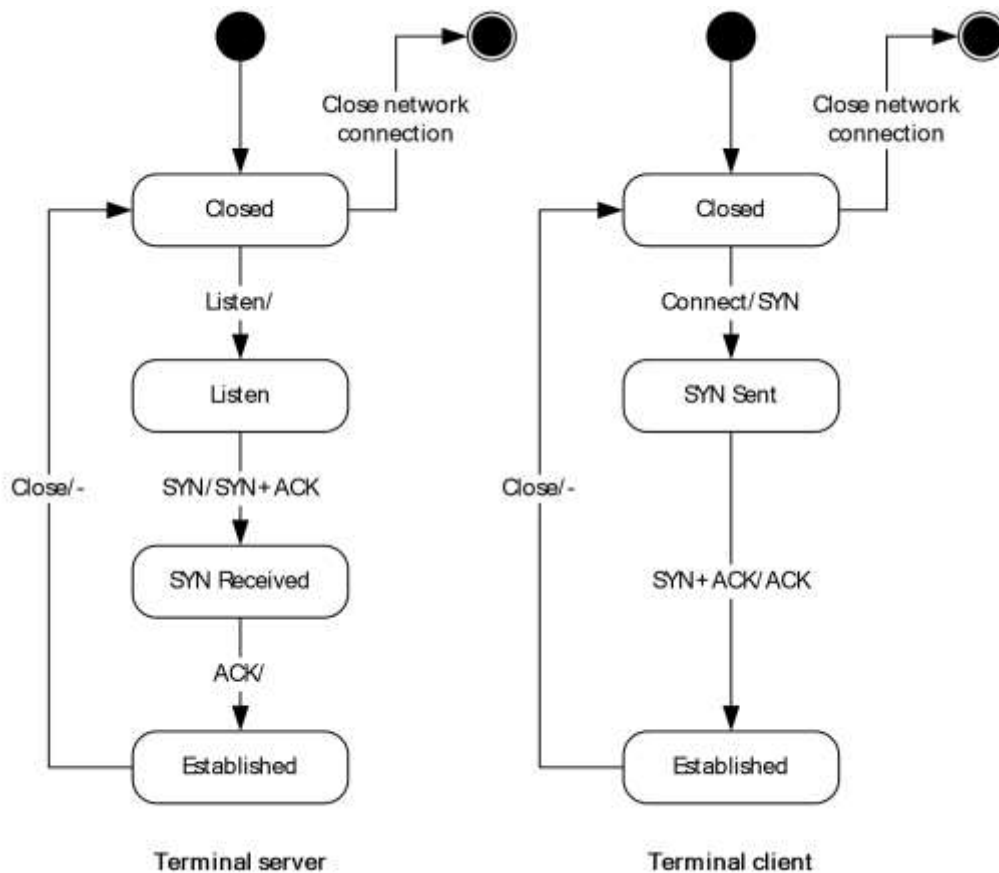 Close network
connection
Closed
Listen/
Listen
Close/-
SYN/SYN+ACK
SYN Received
ACK/
Established
Terminal server
Close network
connection
Closed
Connect/SYN
SYN Sent
Close/-
SYN+ACK/ACK
Established
Terminal client